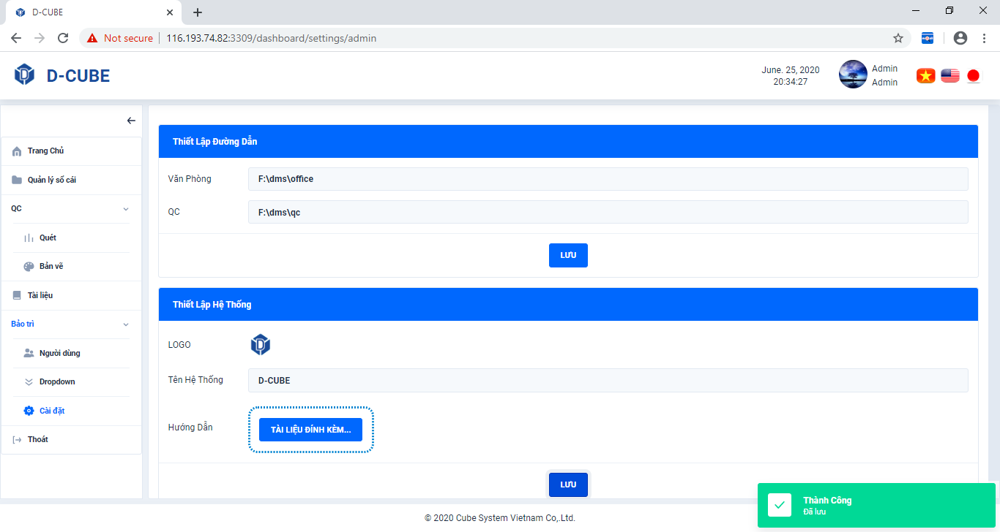 D-CUBE
Not secure
116.193.74.82:3309/dashboard/settings/admin
D-CUBE
June. 25, 2020
20:34:27
Admin
Admin
Trang Chủ
Quản lý sổ cái
QC
Quét
Bản vẽ
Tài liệu
Bảo trì
Người dùng
Dropdown
Cài đặt
Thoát
Thiết Lập Đường Dẫn
Văn Phòng
F:\dms\office
QC
F:\dms\qc
LƯU
Thiết Lập Hệ Thống
LOGO
Tên Hệ Thống
D-CUBE
Hướng Dẫn
TÀI LIỆU ĐÍNH KÈM...
LƯU
Thành Công
Đã lưu
© 2020 Cube System Vietnam Co,.Ltd.